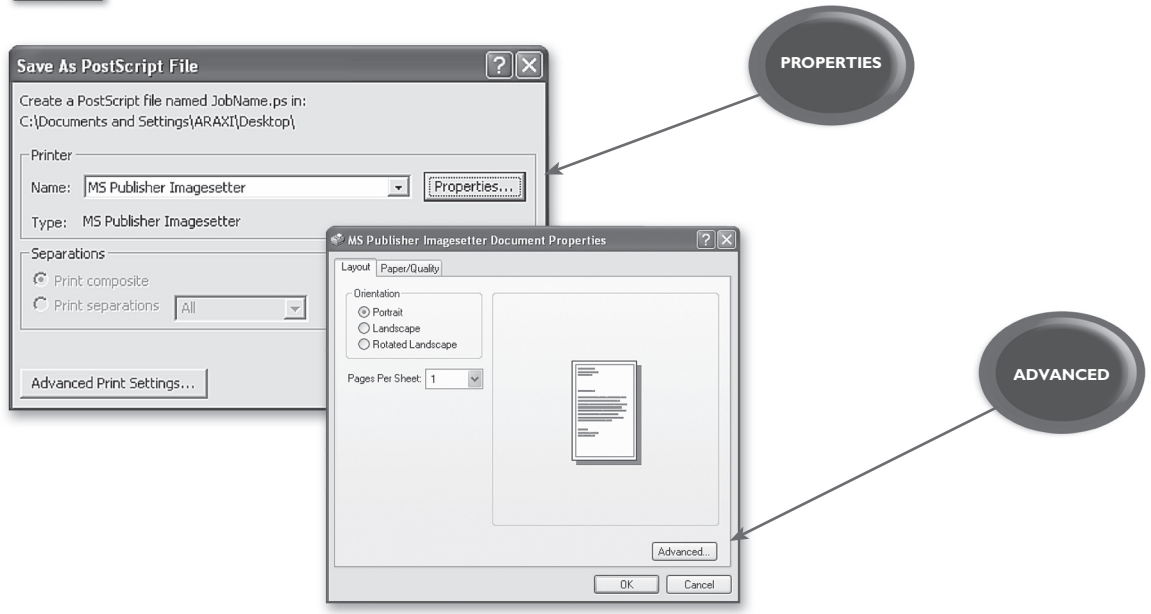 Save As PostScript File
Create a PostScript file named JobName.ps in:
C:\Documents and Settings\ARAXI\Desktop\
Printer
Name: MS Publisher Imagesetter Properties...
Type: MS Publisher Imagesetter
Separations
Print composite
Print separations All
Advanced Print Settings...
MS Publisher Imagesetter Document Properties
Layout Paper/Quality
Orientation
Portrait
Landscape
Rotated Landscape
Pages Per Sheet: 1
Advanced...
OK Cancel
PROPERTIES
ADVANCED